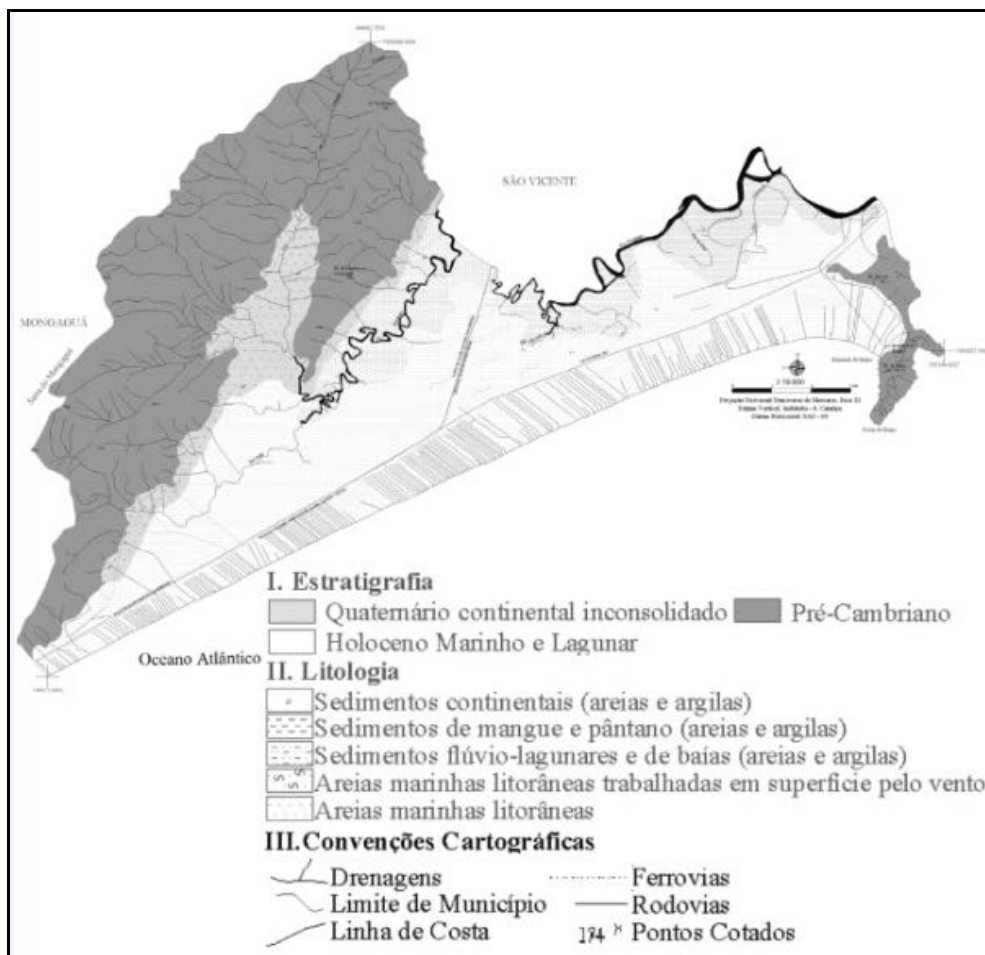 SÃO VICENTE
MONGAGUÁ
1:50.000
Oceano Atlântico
I. Estratigrafia
Quaternário continental inconsolidado
Pré-Cambriano
Holoceno Marinho e Lagunar
II. Litologia
Sedimentos continentais (areias e argilas)
Sedimentos de mangue e pântano (areias e argilas)
Sedimentos flúvio-lagunares e de baías (areias e argilas)
Areias marinhas litorâneas trabalhadas em superfície pelo vento
Areias marinhas litorâneas
III.Convenções Cartográficas
Drenagens
Ferrovias
Limite de Município
Rodovias
Linha de Costa
Pontos Cotados